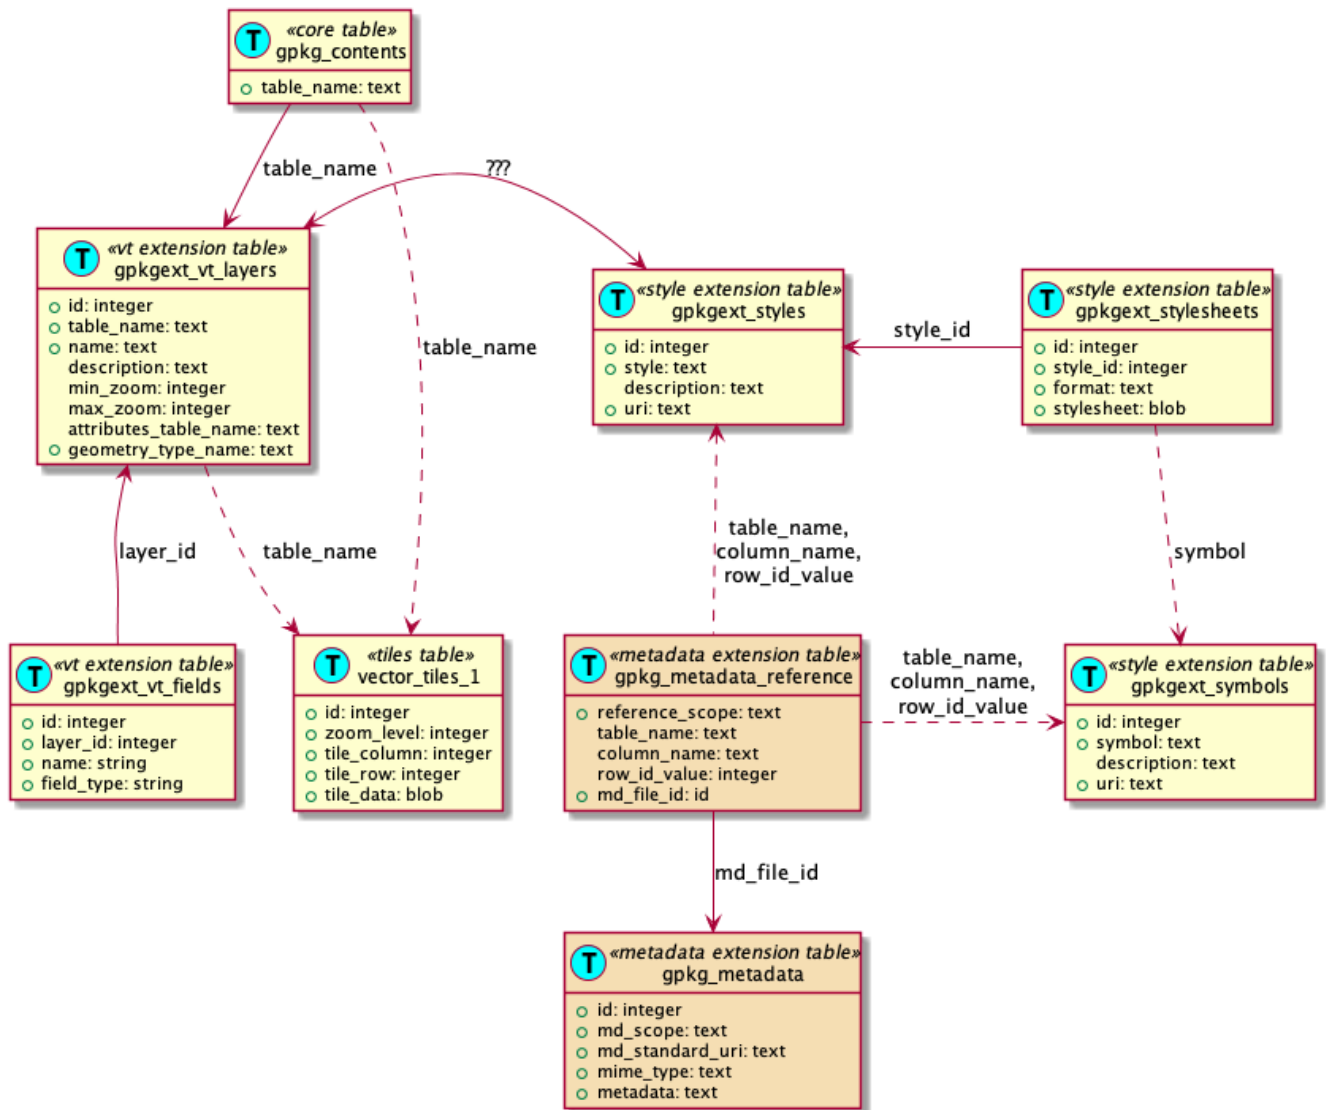 T
«core table»
gpkg_contents
table_name: text
table_name
???
T
«vt extension table»
gpkgext_vt_layers
id: integer
table_name: text
name: text
description: text
min_zoom: integer
max_zoom: integer
attributes_table_name: text
geometry_type_name: text
table_name
T
«style extension table»
gpkgext_styles
id: integer
style: text
description: text
uri: text
style_id
T
«style extension table»
gpkgext_stylesheets
id: integer
style_id: integer
format: text
stylesheet: blob
layer_id
table_name
table_name,
column_name,
row_id_value
symbol
T
«vt extension table»
gpkgext_vt_fields
id: integer
layer_id: integer
name: string
field_type: string
T
«tiles table»
vector_tiles_1
id: integer
zoom_level: integer
tile_column: integer
tile_row: integer
tile_data: blob
T
«metadata extension table»
gpkg_metadata_reference
reference_scope: text
table_name: text
column_name: text
row_id_value: integer
md_file_id: id
table_name,
column_name,
row_id_value
T
«style extension table»
gpkgext_symbols
id: integer
symbol: text
description: text
uri: text
md_file_id
T
«metadata extension table»
gpkg_metadata
id: integer
md_scope: text
md_standard_uri: text
mime_type: text
metadata: text